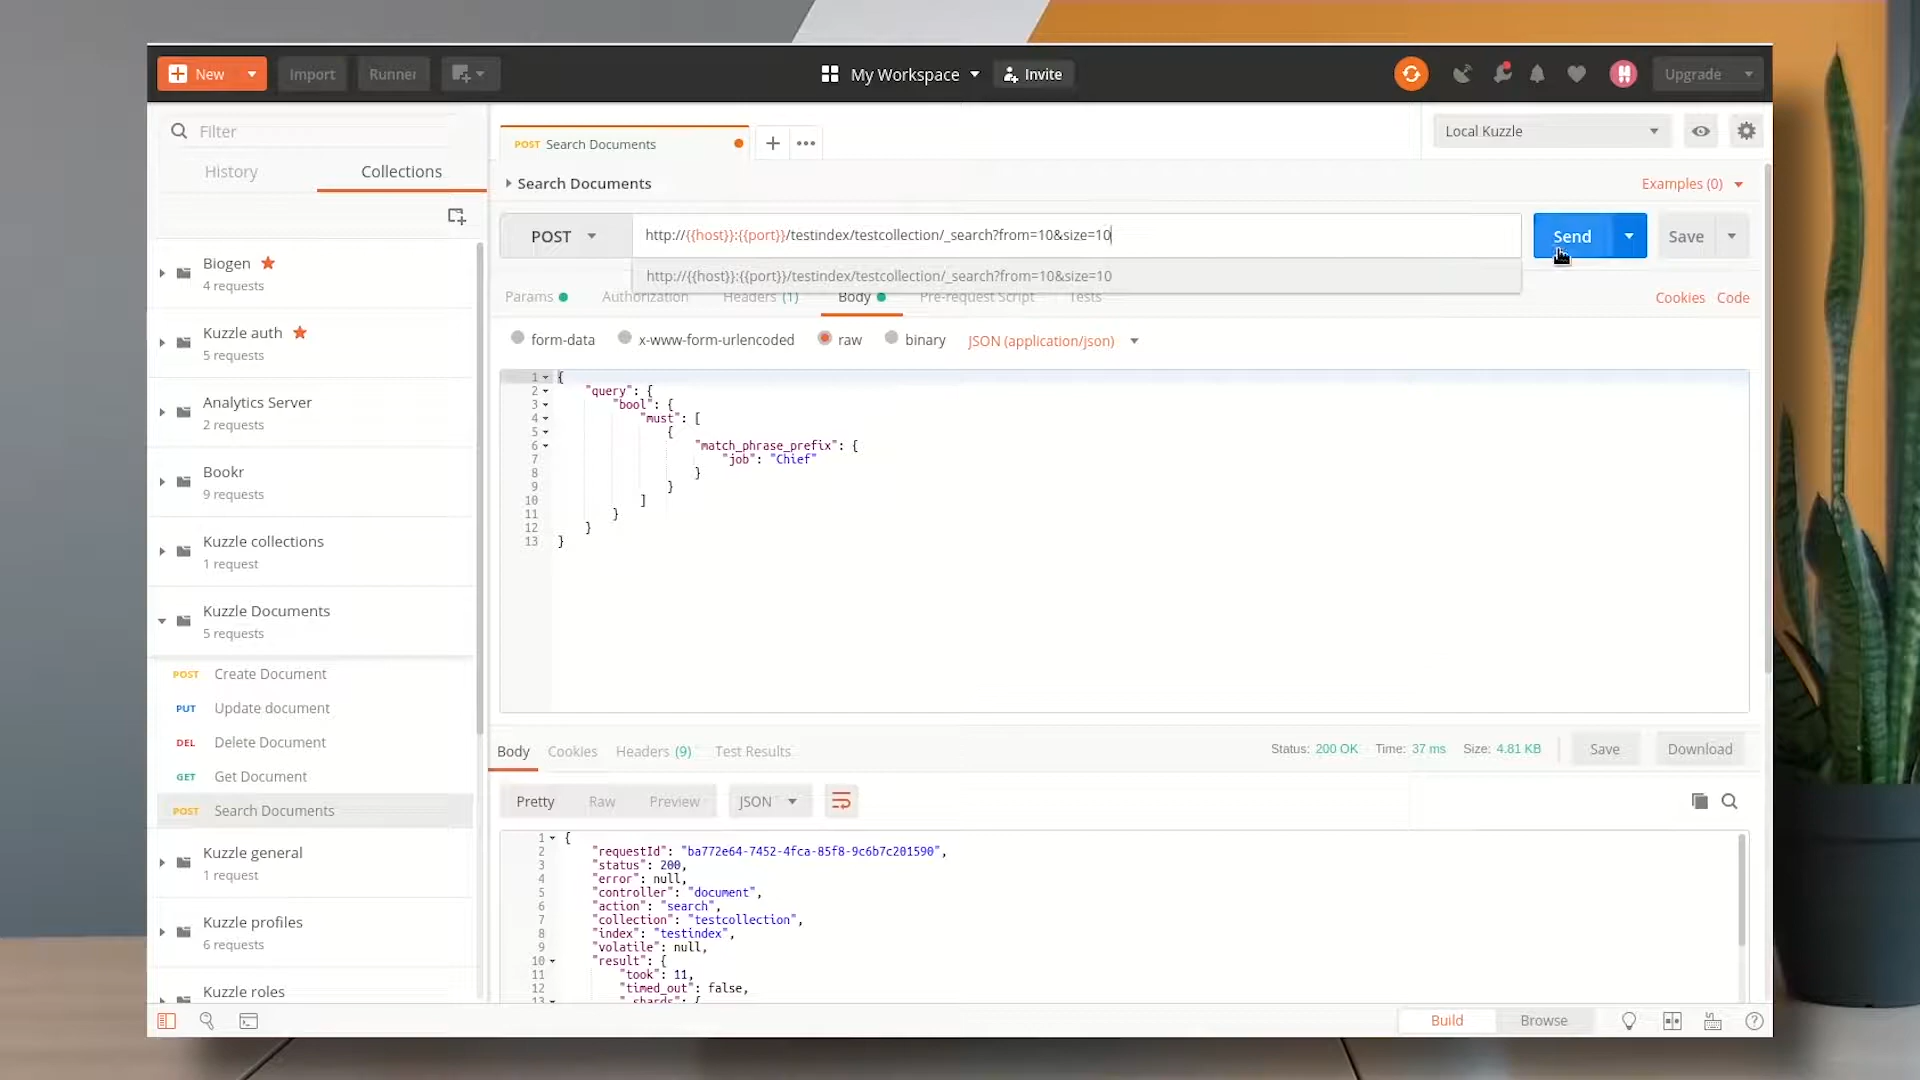 New
Import
Runner
My Workspace
Invite
Upgrade
Filter
History
Collections
Biogen
4 requests
Kuzzle auth
5 requests
Analytics Server
2 requests
Bookr
9 requests
Kuzzle collections
1 request
Kuzzle Documents
5 requests
POST Create Document
PUT Update document
DEL Delete Document
GET Get Document
POST Search Documents
Kuzzle general
1 request
Kuzzle profiles
6 requests
Kuzzle roles
POST Search Documents
Local Kuzzle
Search Documents
Examples (0)
POST
http://{{host}}:{{port}}/testindex/testcollection/_search?from=10&size=10
Send
Save
http://{{host}}:{{port}}/testindex/testcollection/_search?from=10&size=10
Params Authorization Headers (1) Body Pre-request Script Tests
Cookies Code
form-data x-www-form-urlencoded raw binary JSON (application/json)
1 {
2 "query": {
3 "bool": {
4 "must": [
5 {
6 "match_phrase_prefix": {
7 "job": "Chief"
8 }
9 }
10 ]
11 }
12 }
13 }
Body Cookies Headers (9) Test Results
Status: 200 OK Time: 37 ms Size: 4.81 KB
Save Download
Pretty Raw Preview JSON
1 {
2 "requestId": "ba772e64-7452-4fca-85f8-9c6b7c201590",
3 "status": 200,
4 "error": null,
5 "controller": "document",
6 "action": "search",
7 "collection": "testcollection",
8 "index": "testindex",
9 "volatile": null,
10 "result": {
11 "took": 11,
12 "timed_out": false,
13 "_shards": {
Build Browse